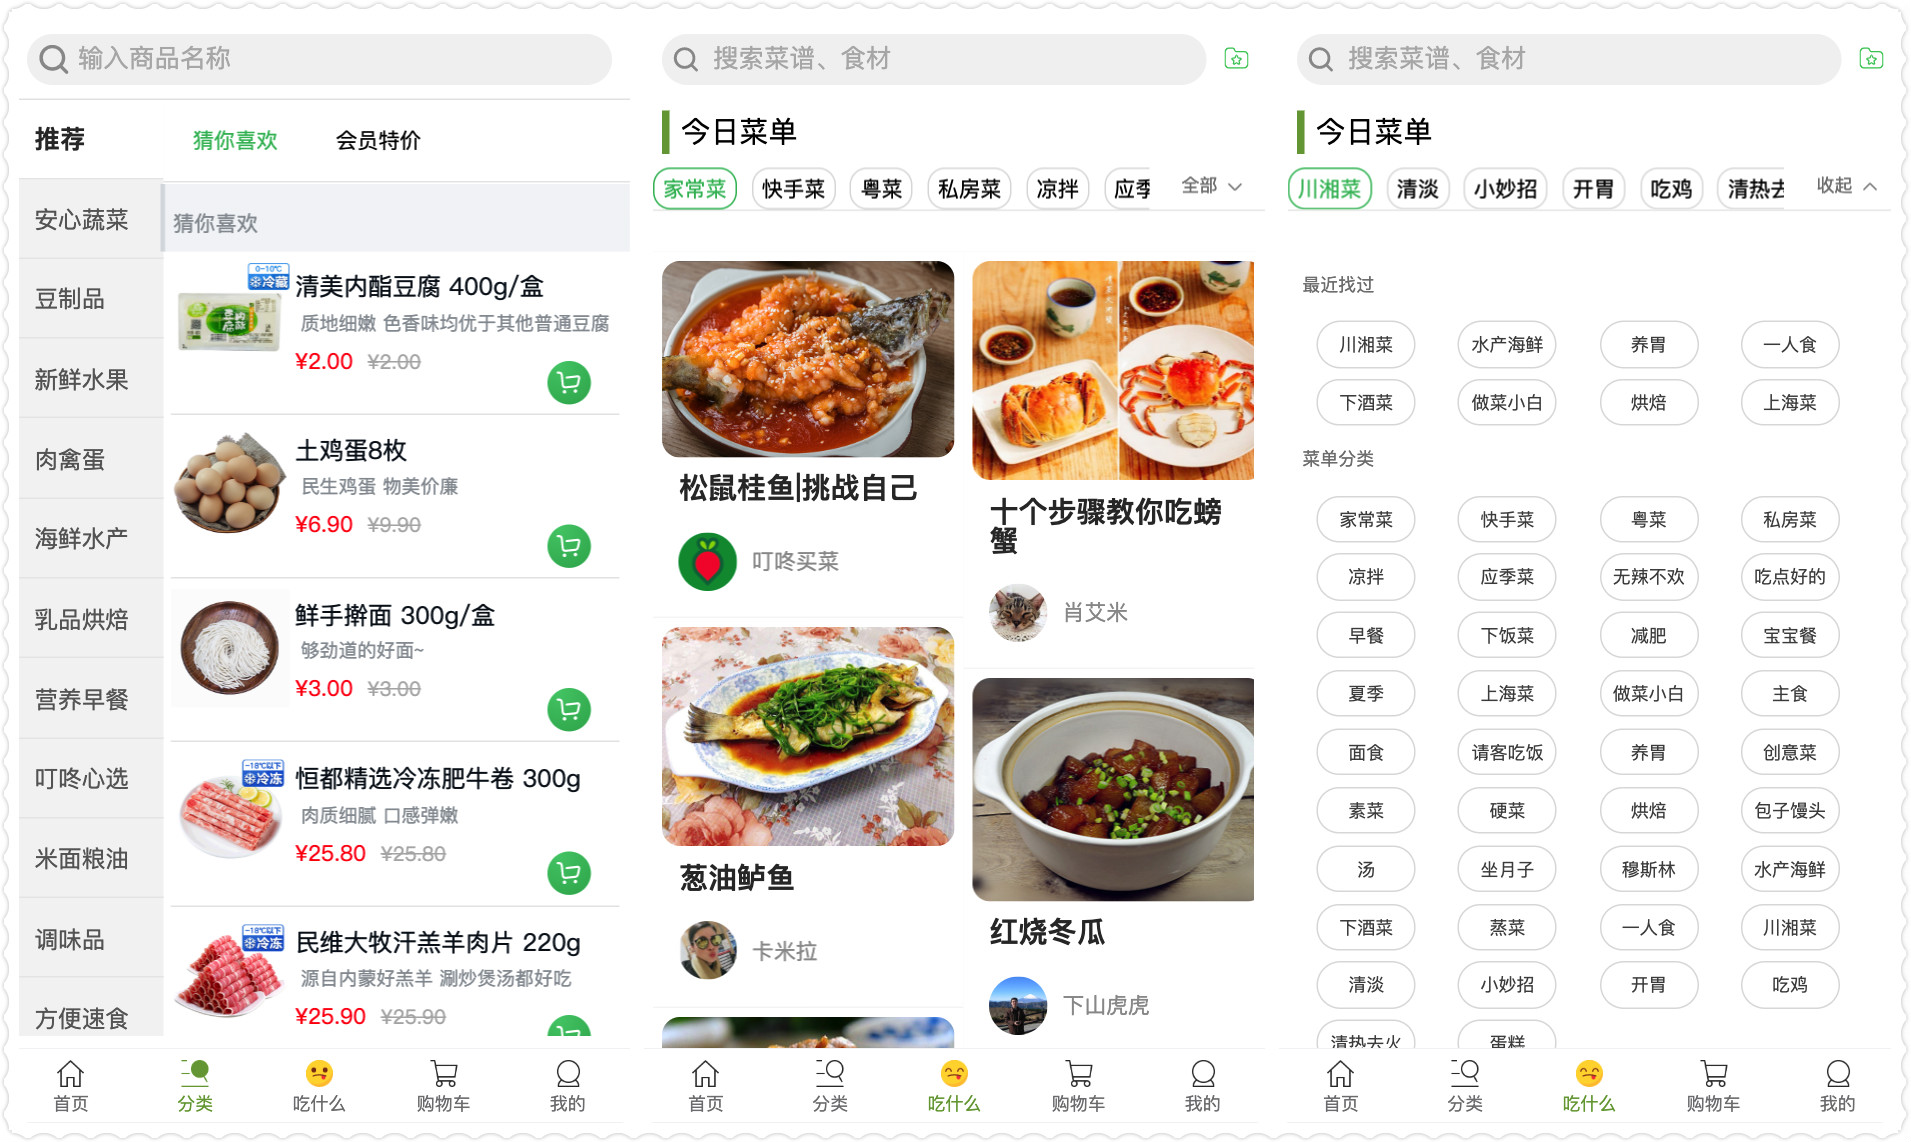 输入商品名称
推荐
猜你喜欢
会员特价
安心蔬菜
豆制品
新鲜水果
肉禽蛋
海鲜水产
乳品烘焙
营养早餐
叮咚心选
米面粮油
调味品
方便速食
猜你喜欢
0~10℃
冷藏
清美内酯豆腐 400g/盒
质地细嫩 色香味均优于其他普通豆腐
¥2.00 ¥2.00
土鸡蛋8枚
民生鸡蛋 物美价廉
¥6.90 ¥9.90
鲜手擀面 300g/盒
够劲道的好面~
¥3.00 ¥3.00
-18℃以下
冷冻
恒都精选冷冻肥牛卷 300g
肉质细腻 口感弹嫩
¥25.80 ¥25.80
-18℃以下
冷冻
民维大牧汗羔羊肉片 220g
源自内蒙好羔羊 涮炒煲汤都好吃
¥25.90 ¥25.90
首页 分类 吃什么 购物车 我的
搜索菜谱、食材
今日菜单
家常菜 快手菜 粤菜 私房菜 凉拌 应季 全部
松鼠桂鱼|挑战自己
叮咚买菜
葱油鲈鱼
卡米拉
十个步骤教你吃螃
蟹
肖艾米
红烧冬瓜
下山虎虎
首页 分类 吃什么 购物车 我的
搜索菜谱、食材
今日菜单
川湘菜 清淡 小妙招 开胃 吃鸡 清热去 收起
最近找过
川湘菜 水产海鲜 养胃 一人食
下酒菜 做菜小白 烘焙 上海菜
菜单分类
家常菜 快手菜 粤菜 私房菜
凉拌 应季菜 无辣不欢 吃点好的
早餐 下饭菜 减肥 宝宝餐
夏季 上海菜 做菜小白 主食
面食 请客吃饭 养胃 创意菜
素菜 硬菜 烘焙 包子馒头
汤 坐月子 穆斯林 水产海鲜
下酒菜 蒸菜 一人食 川湘菜
清淡 小妙招 开胃 吃鸡
清热去火 蛋糕
首页 分类 吃什么 购物车 我的